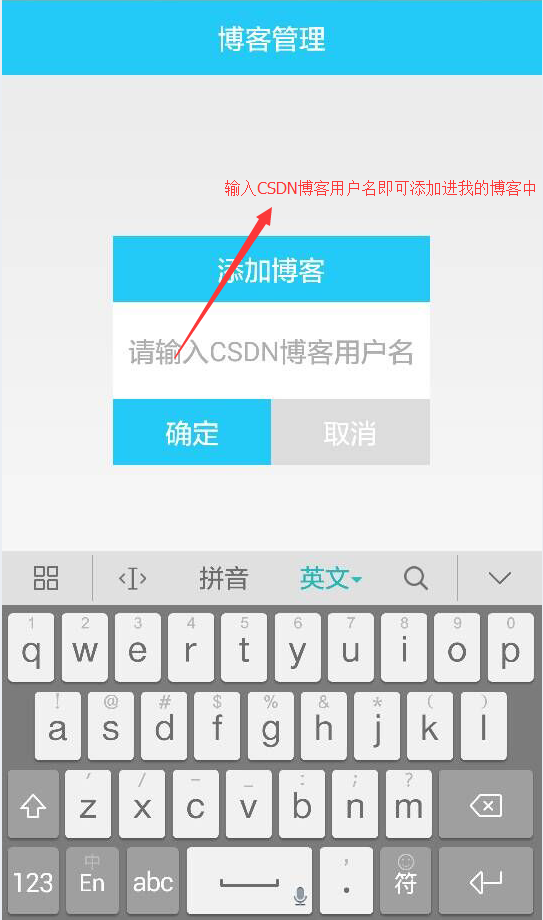 博客管理
输入CSDN博客用户名即可添加进我的博客中
添加博客
请输入CSDN博客用户名
确定 取消
拼音 英文
1 2 3 4 5 6 7 8 9 0
q w e r t y u i o p
! @ # $ % & * ( )
a s d f g h j k l
' / - _ : ; ?
z x c v b n m
中 ,
123 En abc . 符